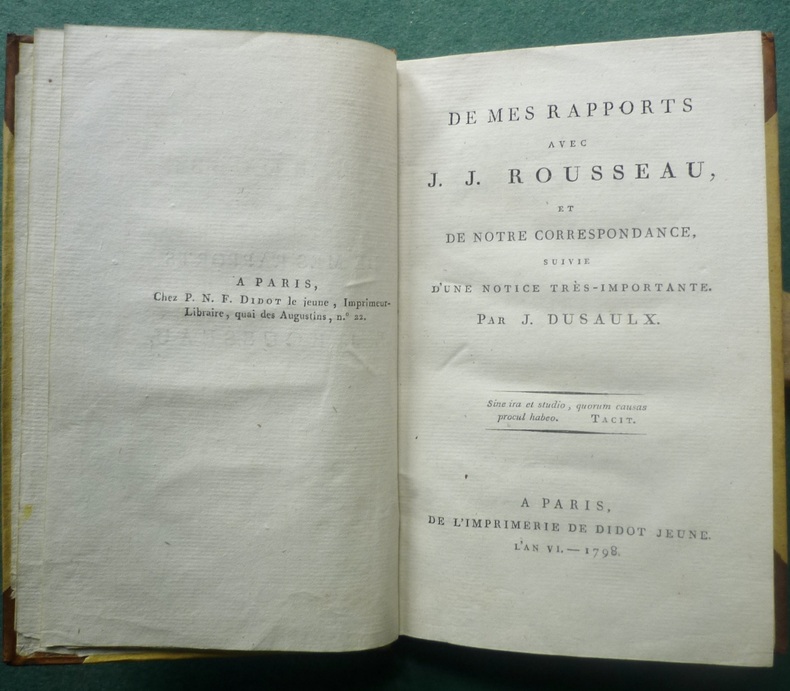 A PARIS,
Chez P. N. F. DIDOT le jeune, Imprimeur-
Libraire, quai des Augustins, n.° 22.
DE MES RAPPORTS
AVEC
J. J. ROUSSEAU,
ET
DE NOTRE CORRESPONDANCE,
SUIVIE
D'UNE NOTICE TRÈS-IMPORTANTE.
PAR J. DUSAULX.
Sine ira et studio, quorum causas
procul habeo. TACIT.
A PARIS,
DE L'IMPRIMERIE DE DIDOT JEUNE.
L'AN VI. — 1798.